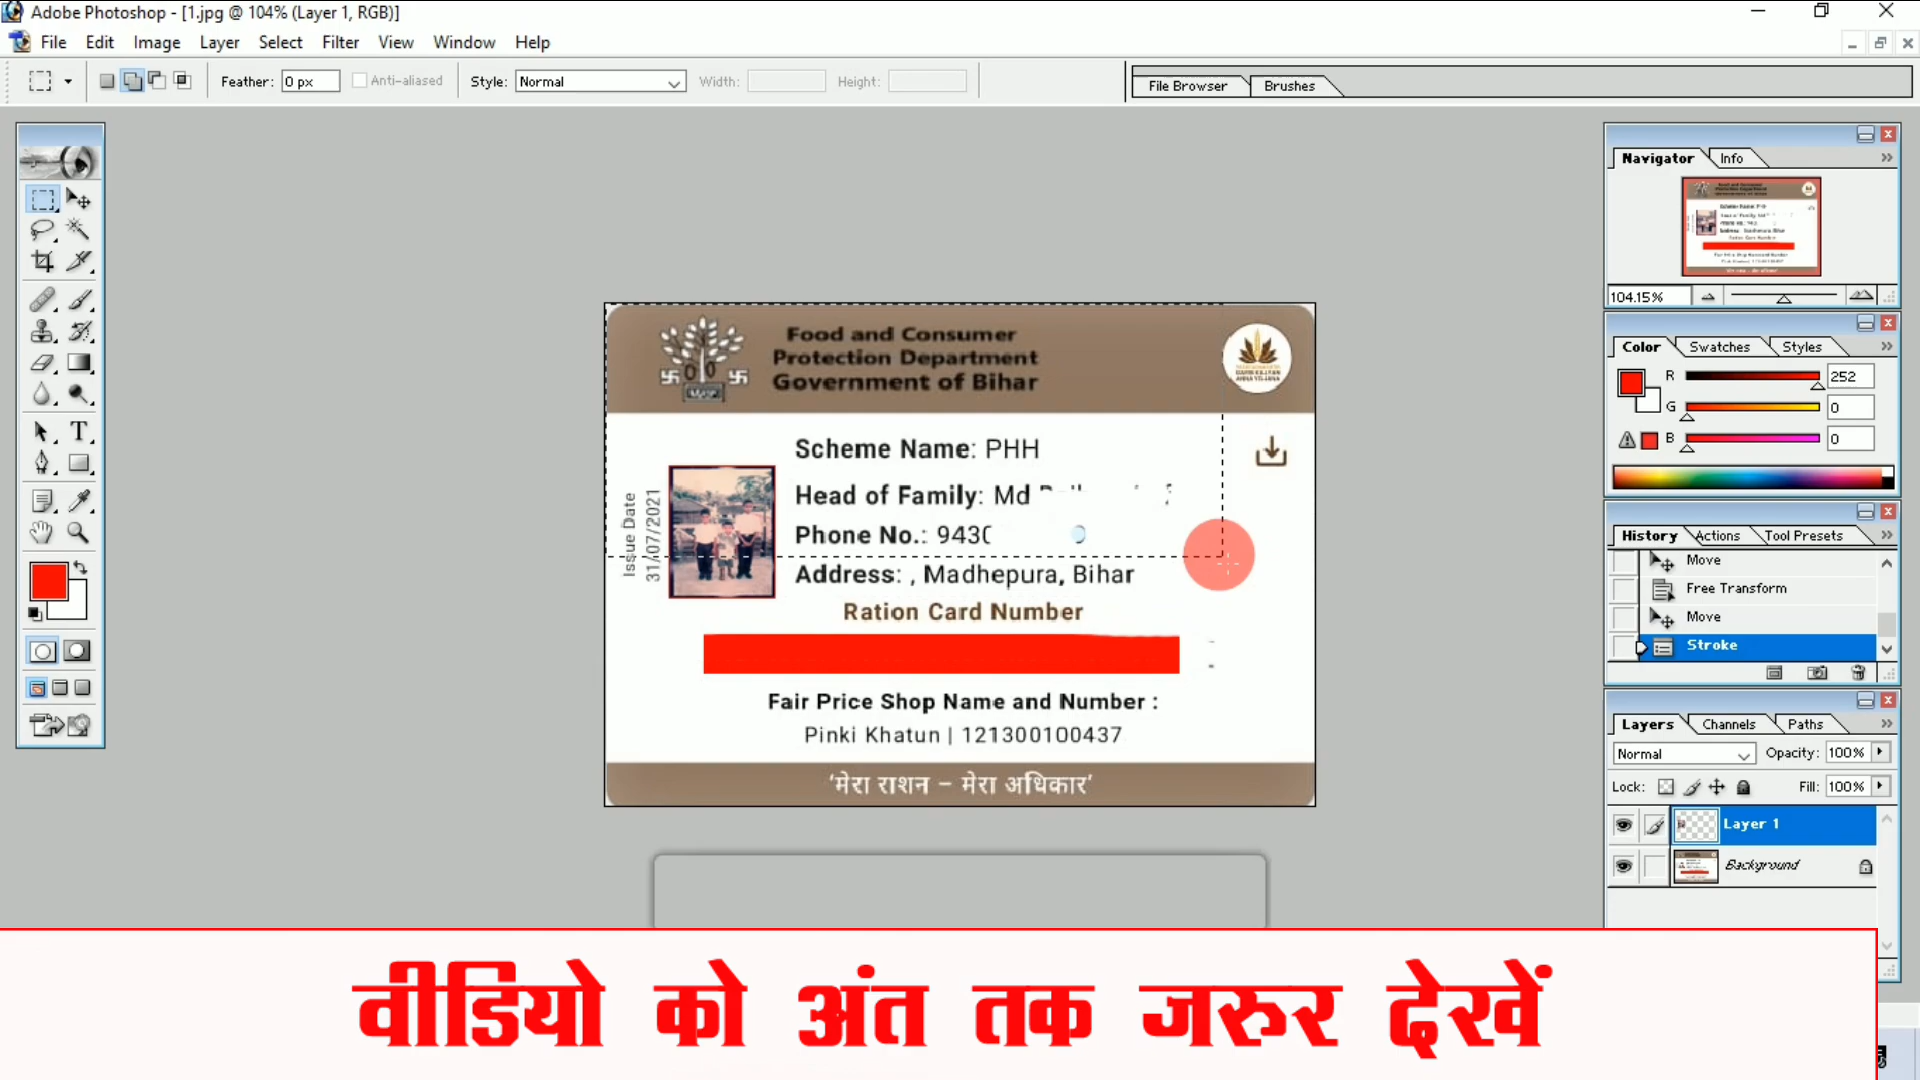 Adobe Photoshop - [1.jpg @ 104% (Layer 1, RGB)]
File Edit Image Layer Select Filter View Window Help
Feather: 0 px Anti-aliased Style: Normal Width: Height: File Browser Brushes
Navigator Info
104.15%
Color Swatches Styles
R 252
G 0
B 0
History Actions Tool Presets
Move
Free Transform
Move
Stroke
Layers Channels Paths
Normal Opacity: 100%
Lock: Fill: 100%
Layer 1
Background
Food and Consumer
Protection Department
Government of Bihar
Scheme Name: PHH
Head of Family: Md
Phone No.: 9430
Address: , Madhepura, Bihar
Issue Date
31/07/2021
Ration Card Number
Fair Price Shop Name and Number :
Pinki Khatun | 121300100437
‘मेरा राशन – मेरा अधिकार’
वीडियो को अंत तक जरुर देखें